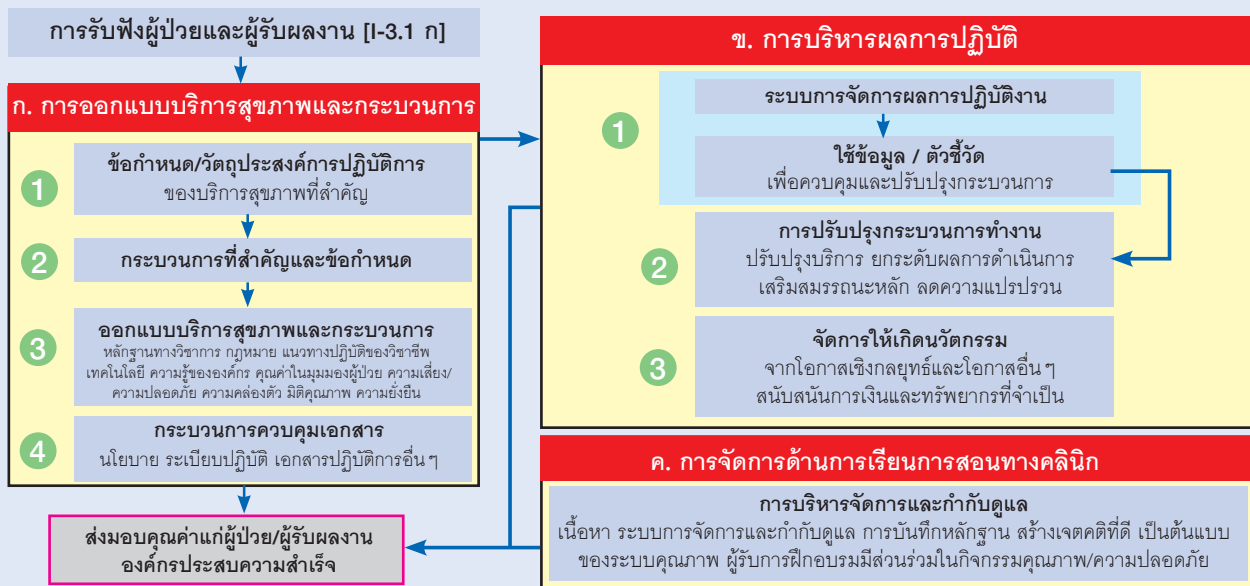 การรับฟังผู้ป่วยและผู้รับผลงาน [I-3.1 ก]
ก. การออกแบบบริการสุขภาพและกระบวนการ
1
ข้อกำหนด/วัตถุประสงค์การปฏิบัติการ
ของบริการสุขภาพที่สำคัญ
2
กระบวนการที่สำคัญและข้อกำหนด
3
ออกแบบบริการสุขภาพและกระบวนการ
หลักฐานทางวิชาการ กฎหมาย แนวทางปฏิบัติของวิชาชีพ
เทคโนโลยี ความรู้ขององค์กร คุณค่าในมุมมองผู้ป่วย ความเสี่ยง/
ความปลอดภัย ความคล่องตัว มิติคุณภาพ ความยั่งยืน
4
กระบวนการควบคุมเอกสาร
นโยบาย ระเบียบปฏิบัติ เอกสารปฏิบัติการอื่นๆ
ส่งมอบคุณค่าแก่ผู้ป่วย/ผู้รับผลงาน
องค์กรประสบความสำเร็จ
ข. การบริหารผลการปฏิบัติ
1
ระบบการจัดการผลการปฏิบัติงาน
ใช้ข้อมูล / ตัวชี้วัด
เพื่อควบคุมและปรับปรุงกระบวนการ
2
การปรับปรุงกระบวนการทำงาน
ปรับปรุงบริการ ยกระดับผลการดำเนินการ
เสริมสมรรถนะหลัก ลดความแปรปรวน
3
จัดการให้เกิดนวัตกรรม
จากโอกาสเชิงกลยุทธ์และโอกาสอื่นๆ
สนับสนุนการเงินและทรัพยากรที่จำเป็น
ค. การจัดการด้านการเรียนการสอนทางคลินิก
การบริหารจัดการและกำกับดูแล
เนื้อหา ระบบการจัดการและกำกับดูแล การบันทึกหลักฐาน สร้างเจตคติที่ดี เป็นต้นแบบ
ของระบบคุณภาพ ผู้รับการฝึกอบรมมีส่วนร่วมในกิจกรรมคุณภาพ/ความปลอดภัย